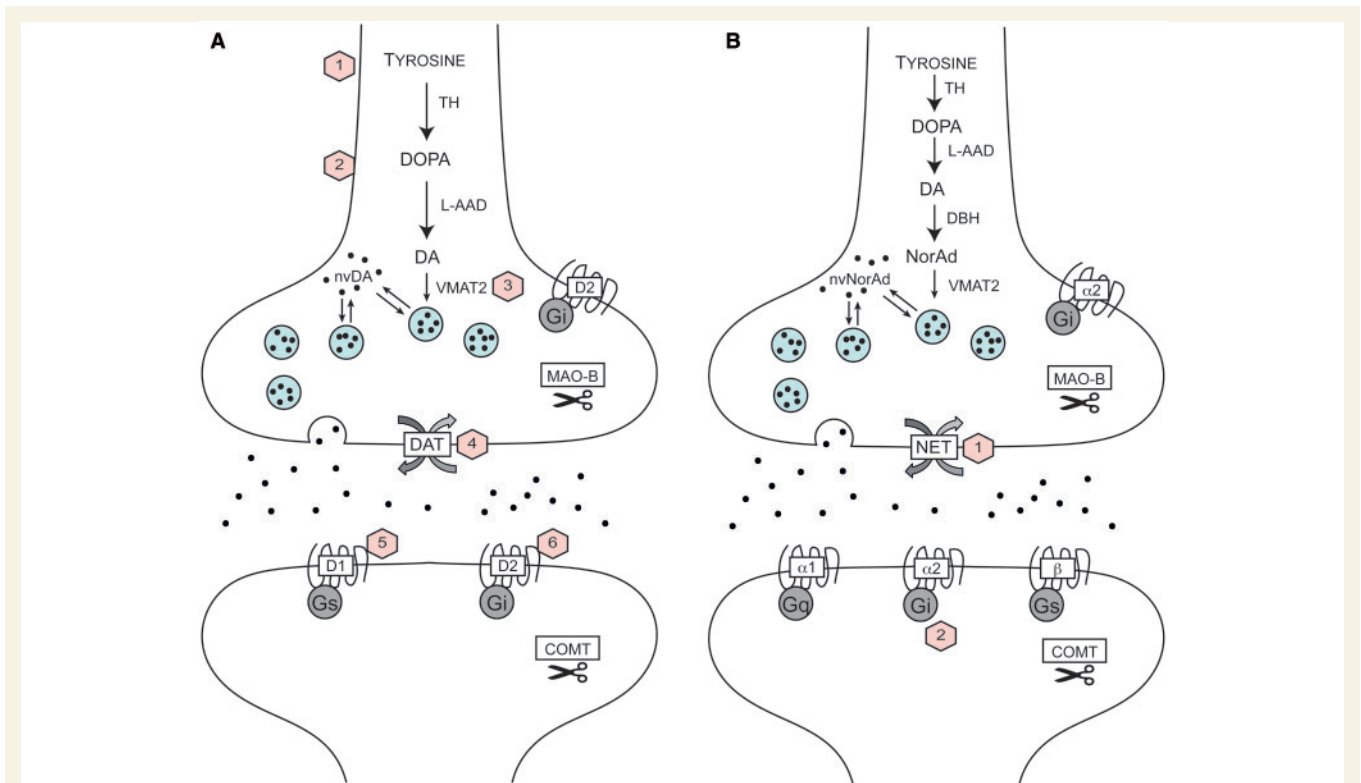 A
1
TYROSINE
TH
2
DOPA
L-AAD
DA
nvDA
VMAT2
3
D2
Gi
MAO-B
DAT
4
5
6
D1
D2
Gs
Gi
COMT
B
TYROSINE
TH
DOPA
L-AAD
DA
DBH
NorAd
nvNorAd
VMAT2
α2
Gi
MAO-B
NET
1
α1
α2
β
Gq
Gi
Gs
2
COMT